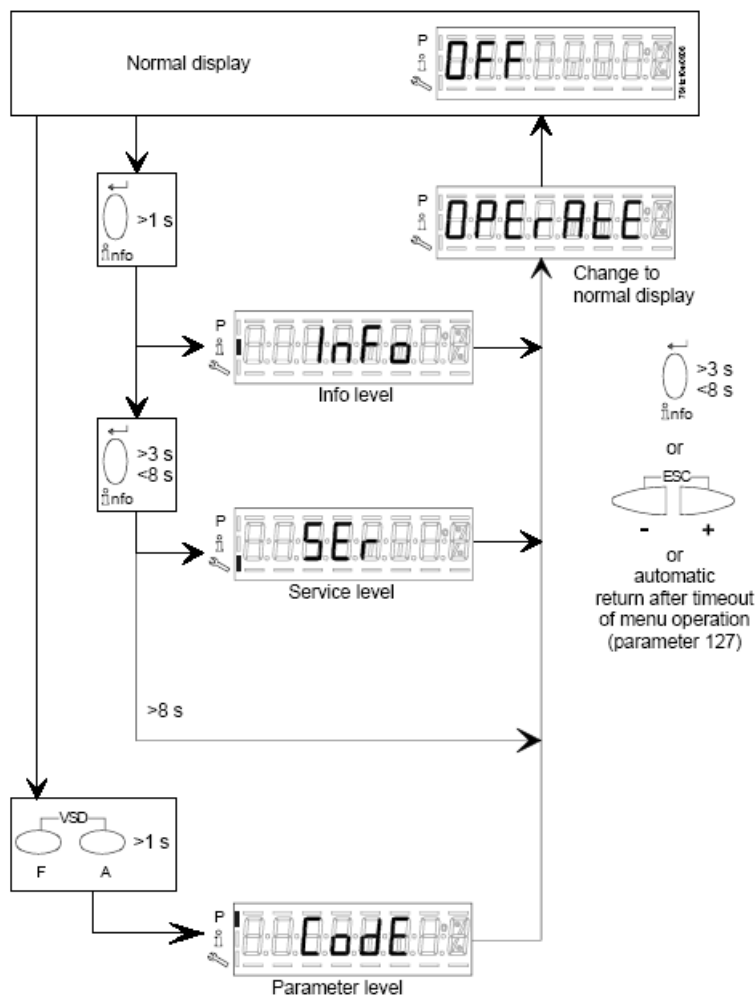 Normal display
P
OFF
P
OPErAtE
Change to
normal display
>1 s
info
P
InFo
Info level
>3 s
<8 s
info
>3 s
<8 s
info
or
ESC
- +
or
automatic
return after timeout
of menu operation
(parameter 127)
P
SEr
Service level
>8 s
VSD
>1 s
F A
P
CodE
Parameter level